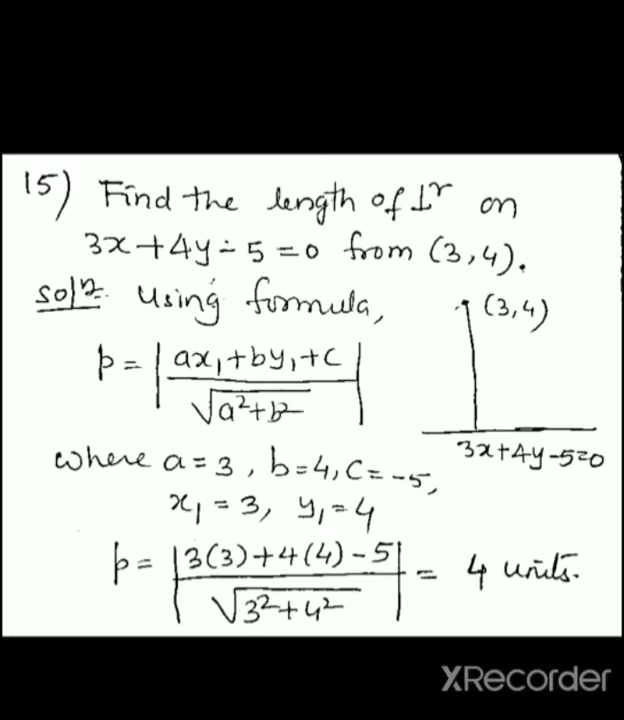 15) Find the length of ⊥r on
3x+4y-5=0 from (3,4).
Solⁿ. Using formula,
(3,4)
p = |ax₁+by₁+c / √a²+b²|
3x+4y-5=0
where a=3, b=4, c=-5,
x₁=3, y₁=4
p = |3(3)+4(4)-5 / √3²+4²| = 4 units.
XRecorder